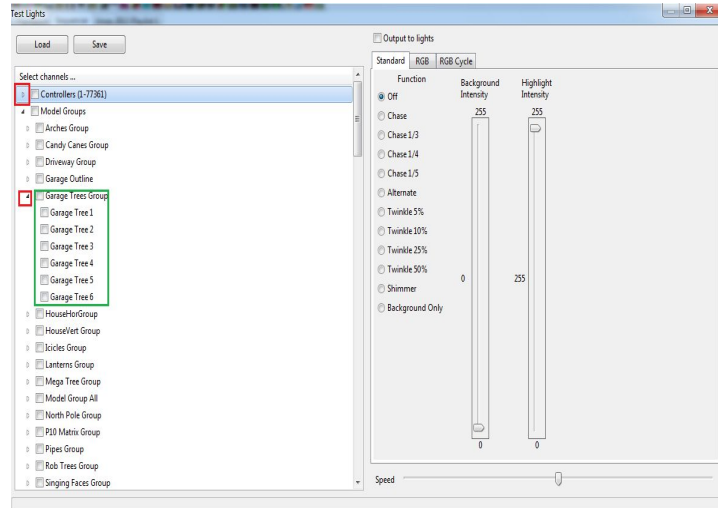 Test Lights
Load Save
Select channels ...
Controllers (1-77361)
Model Groups
Arches Group
Candy Canes Group
Driveway Group
Garage Outline
Garage Trees Group
Garage Tree 1
Garage Tree 2
Garage Tree 3
Garage Tree 4
Garage Tree 5
Garage Tree 6
HouseHorGroup
HouseVert Group
Icicles Group
Lanterns Group
Mega Tree Group
Model Group All
North Pole Group
P10 Matrix Group
Pipes Group
Rob Trees Group
Singing Faces Group
Output to lights
Standard RGB RGB Cycle
Function
Off
Chase
Chase 1/3
Chase 1/4
Chase 1/5
Alternate
Twinkle 5%
Twinkle 10%
Twinkle 25%
Twinkle 50%
Shimmer
Background Only
Background
Intensity
255
0
0
Highlight
Intensity
255
255
0
Speed